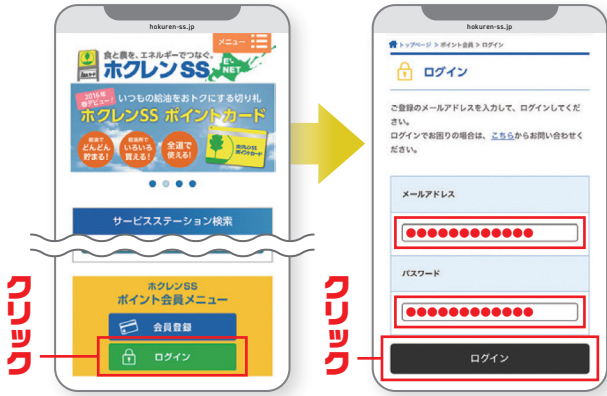 hokuren-ss.jp
メニュー
食と農を、エネルギーでつなぐ。
ホクレンSS
E-NET
2016年
春デビュー!
いつもの給油をおトクにする切り札
ホクレンSS ポイントカード
給油で
どんどん
貯まる!
給油所で
いろいろ
買える!
全道で
使える!
ホクレンSS
ポイントカード
サービスステーション検索
ホクレンSS
ポイント会員メニュー
会員登録
ログイン
クリック
hokuren-ss.jp
トップページ > ポイント会員 > ログイン
ログイン
ご登録のメールアドレスを入力して、ログインしてくだ
さい。
ログインでお困りの場合は、こちらからお問い合わせく
ださい。
メールアドレス
●●●●●●●●●●●●
パスワード
●●●●●●●●●●●●
ログイン
クリック